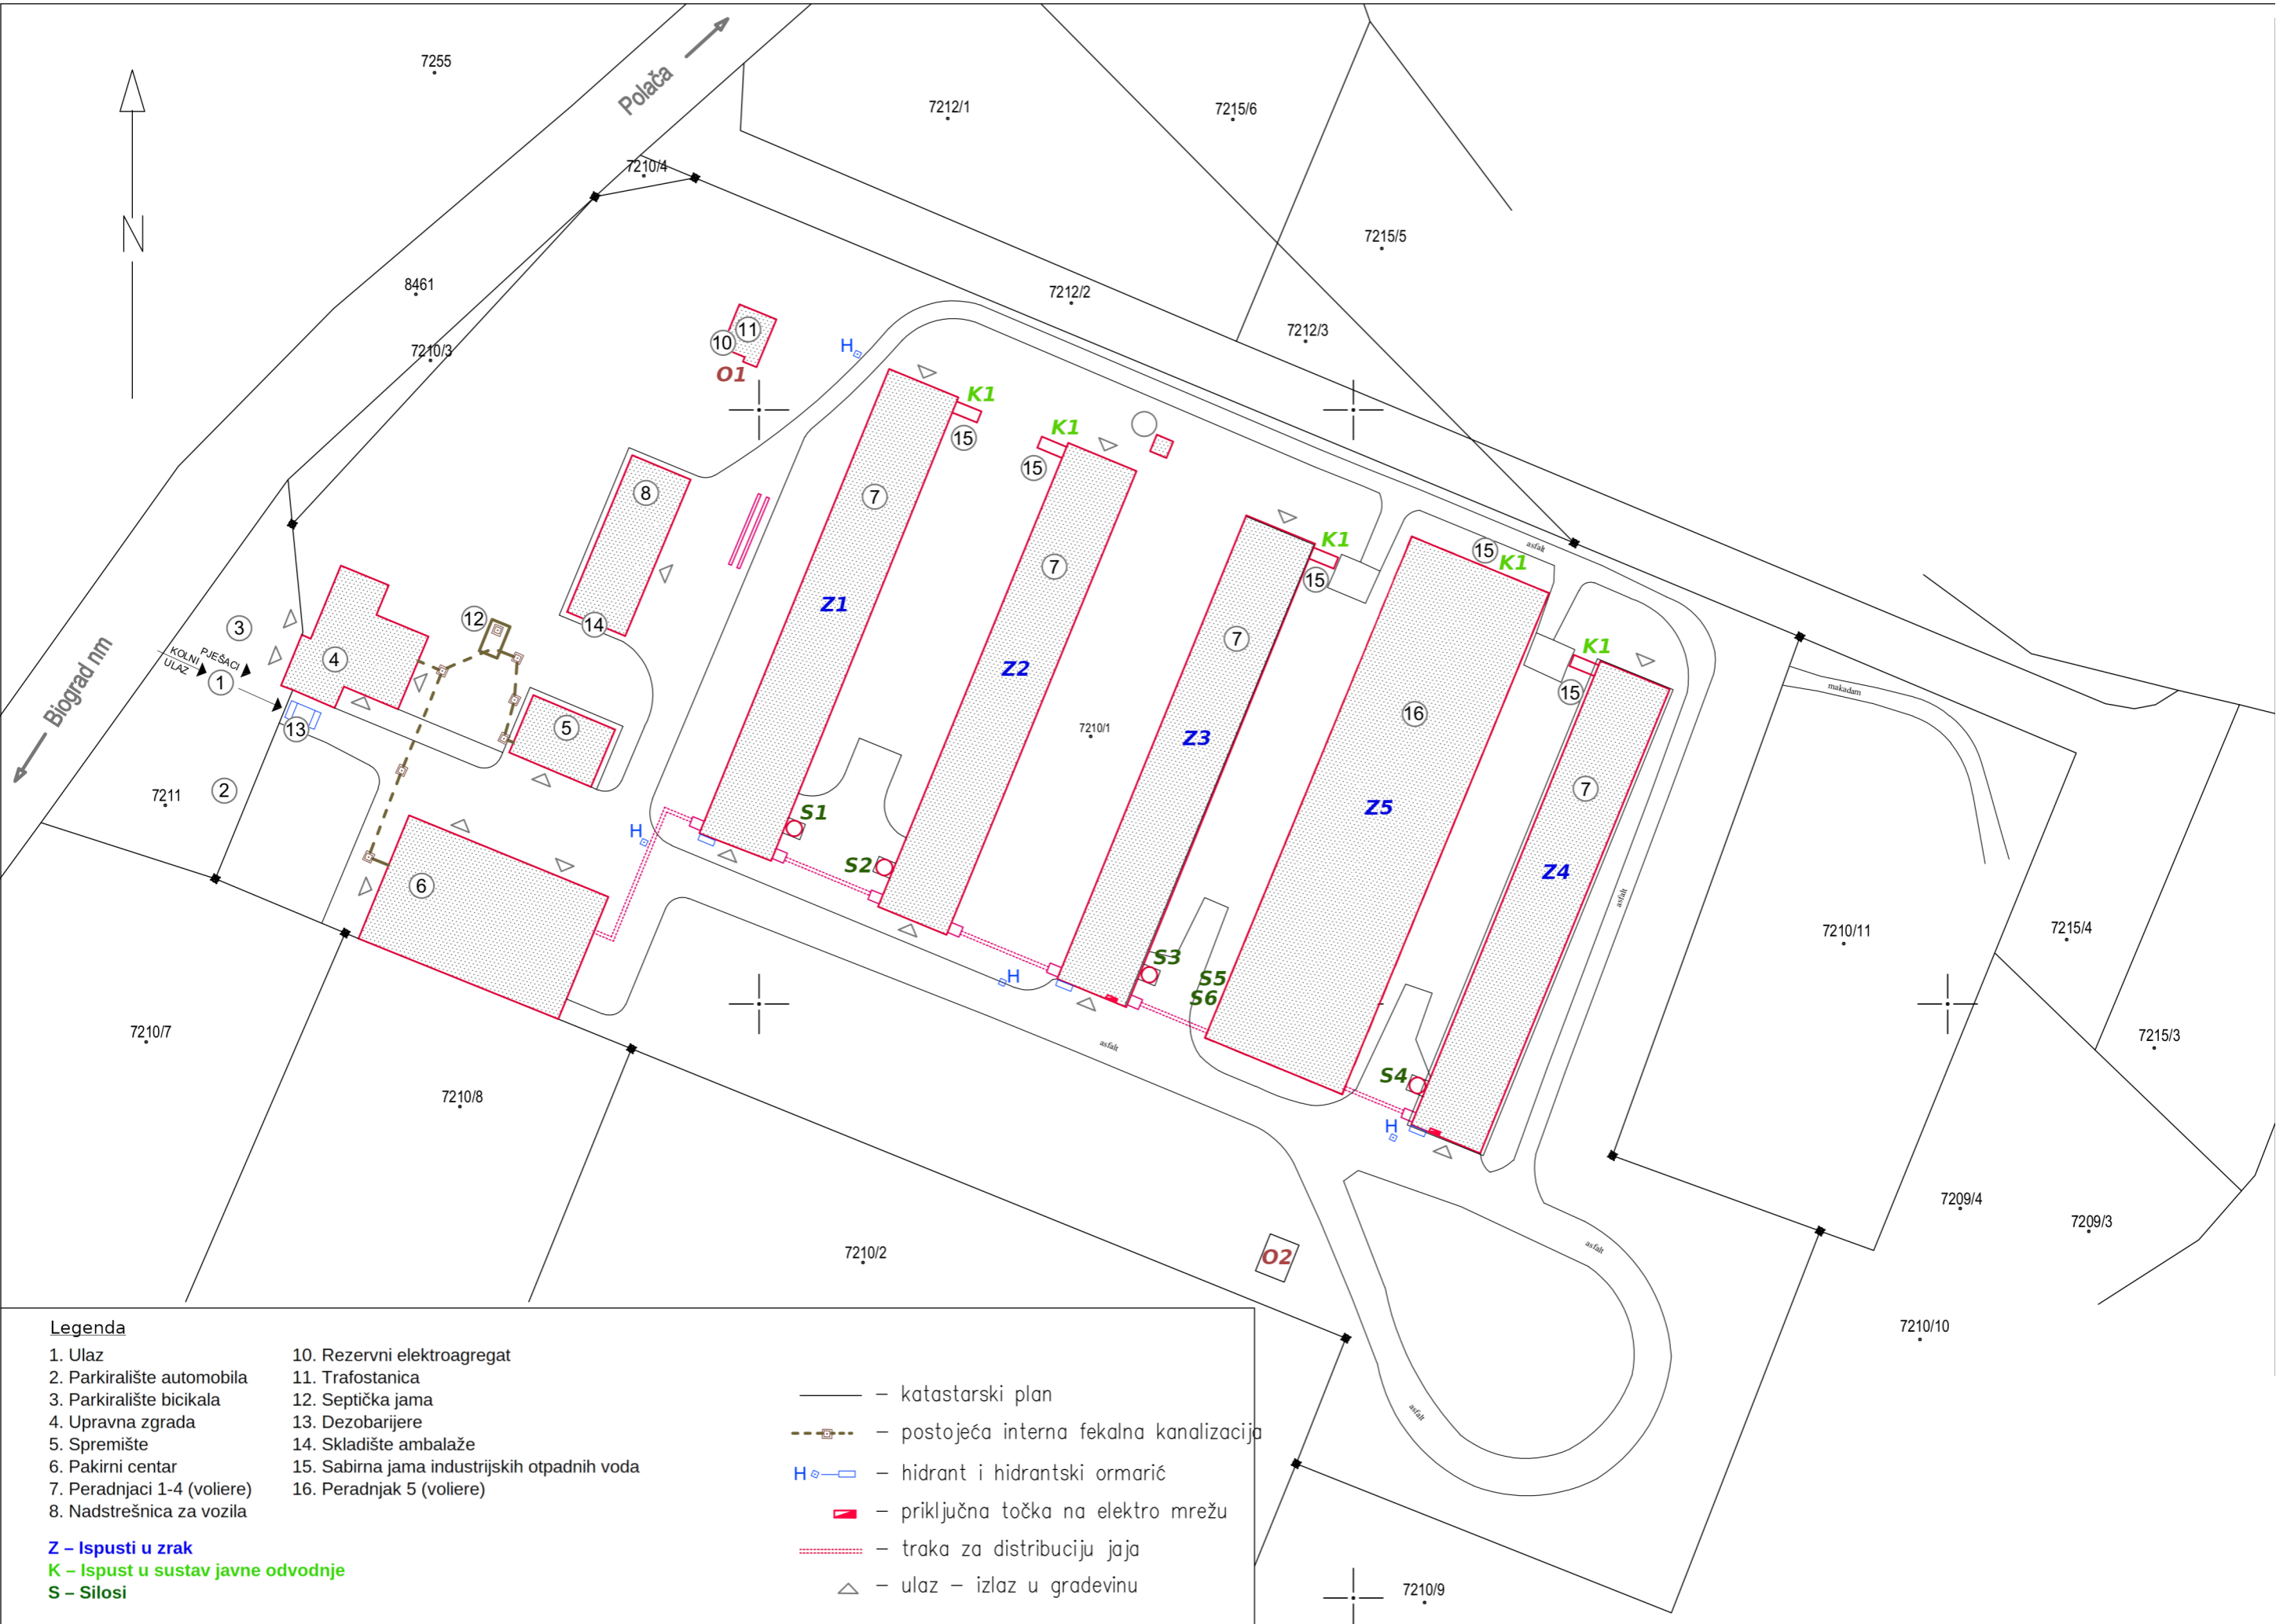 7255
Polača
7212/1
7215/6
7210/4
N
7215/5
8461
7212/2
7212/3
7210/3
11
10
O1
H
K1
15
K1
15
8
7
7
K1
15
15
K1
asfalt
Z1
Z2
7
Z3
3
12
14
4
PJEŠACI
KOLNI
ULAZ
1
Biograd nm
13
5
7210/1
16
K1
15
7
makadam
Z5
Z4
asfalt
7211
2
S1
H
S2
6
7210/11
7215/4
S3
S5
S6
H
asfalt
7210/7
7215/3
S4
H
7210/8
7210/2
O2
asfalt
7209/4
7209/3
7210/10
asfalt
7210/9
Legenda
1. Ulaz
2. Parkiralište automobila
3. Parkiralište bicikala
4. Upravna zgrada
5. Spremište
6. Pakirni centar
7. Peradnjaci 1-4 (voliere)
8. Nadstrešnica za vozila
10. Rezervni elektroagregat
11. Trafostanica
12. Septička jama
13. Dezobarijere
14. Skladište ambalaže
15. Sabirna jama industrijskih otpadnih voda
16. Peradnjak 5 (voliere)
Z – Ispusti u zrak
K – Ispust u sustav javne odvodnje
S – Silosi
– katastarski plan
– postojeća interna fekalna kanalizacija
H – hidrant i hidrantski ormarić
– priključna točka na elektro mrežu
– traka za distribuciju jaja
– ulaz – izlaz u gradevinu